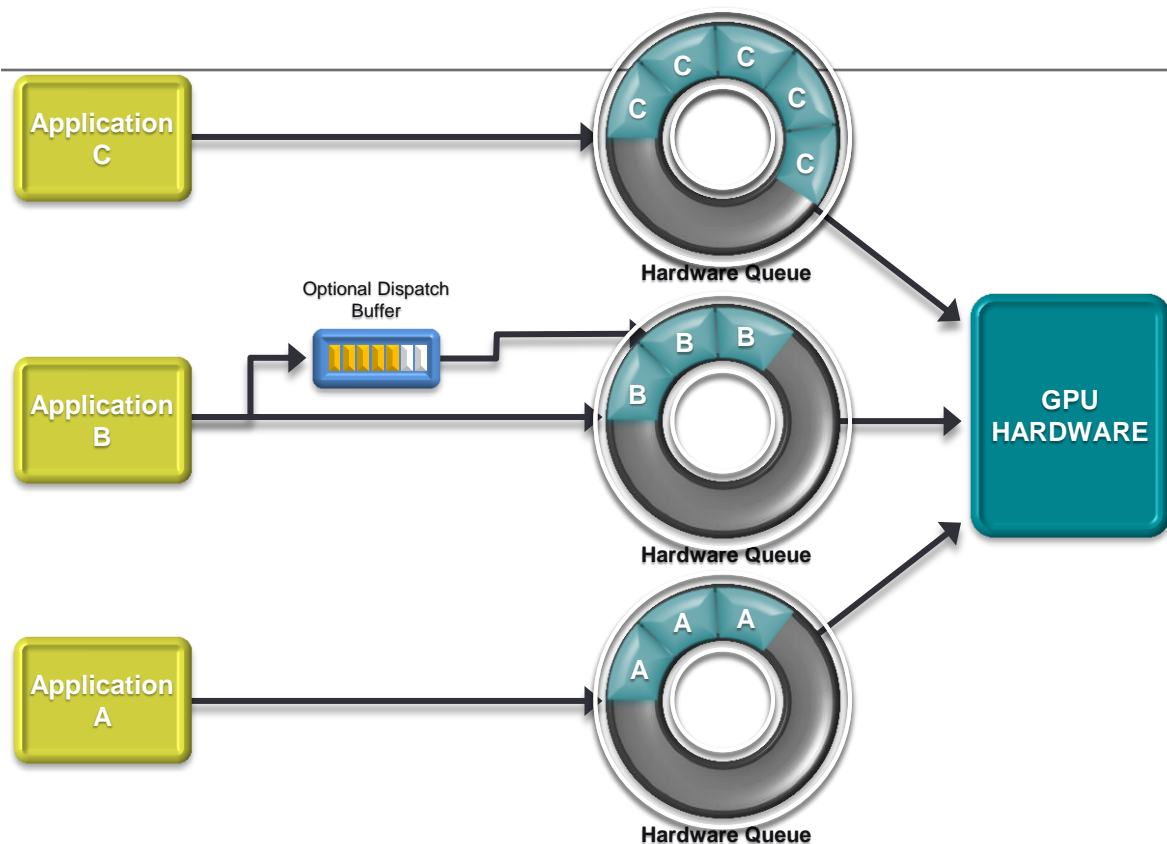 C C C C C
Application
C
Hardware Queue
Optional Dispatch
Buffer
B B B
Application
B
GPU
HARDWARE
Hardware Queue
A A A
Application
A
Hardware Queue